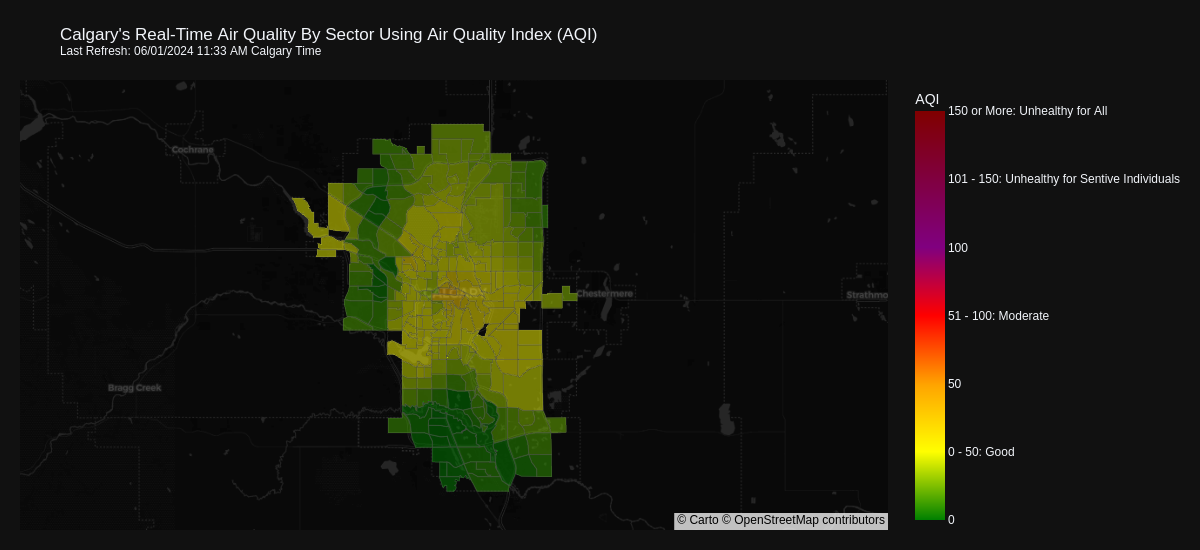 Calgary's Real-Time Air Quality By Sector Using Air Quality Index (AQI)
Last Refresh: 06/01/2024 11:33 AM Calgary Time
AQI
150 or More: Unhealthy for All
101 - 150: Unhealthy for Sentive Individuals
100
51 - 100: Moderate
50
0 - 50: Good
0
Cochrane
Chestermere
Strathmo
Bragg Creek
© Carto © OpenStreetMap contributors